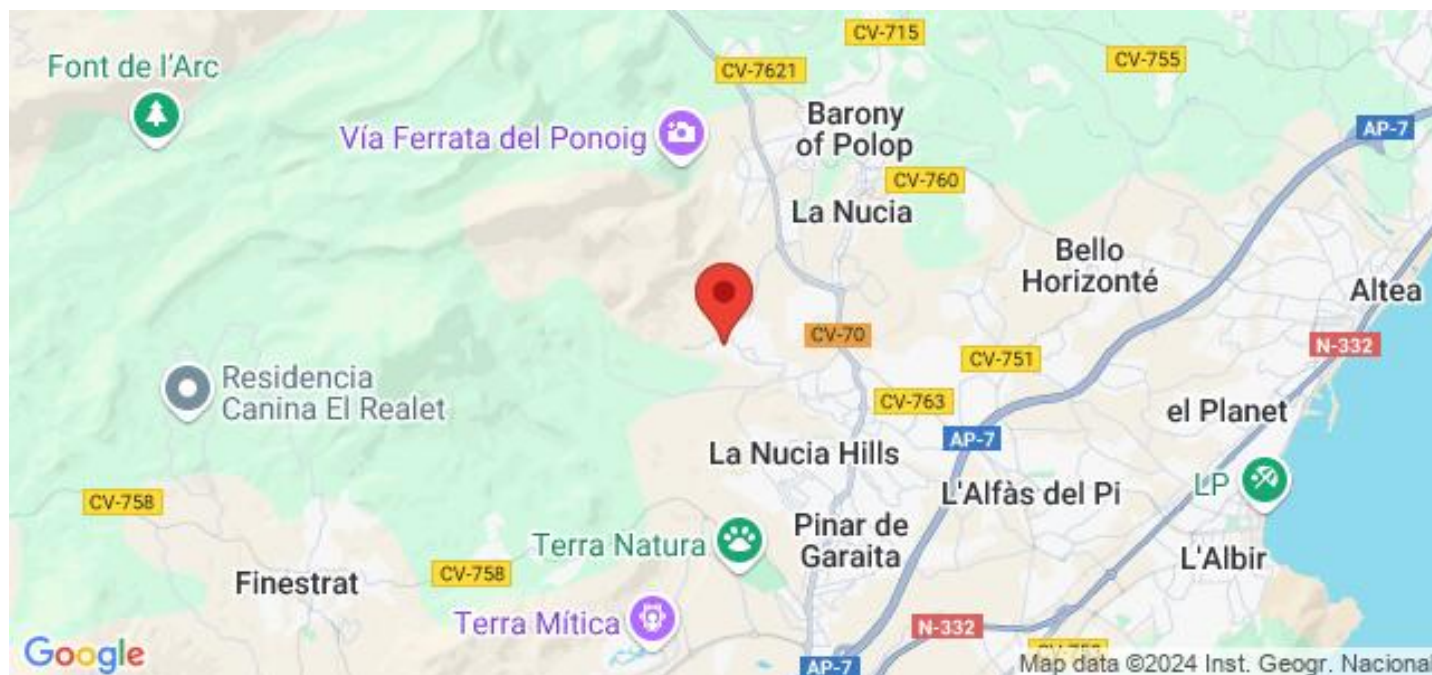 CV-715
Font de l'Arc
CV-7621
CV-755
Barony
of Polop
Vía Ferrata del Ponoig
AP-7
CV-760
La Nucia
Bello
Horizonté
Altea
CV-70
N-332
CV-751
Residencia
Canina El Realet
CV-763
el Planet
AP-7
La Nucia Hills
LP
CV-758
L'Alfàs del Pi
Pinar de
Garaita
Terra Natura
L'Albir
Finestrat
CV-758
Terra Mítica
N-332
Google
AP-7
Map data ©2024 Inst. Geogr. Nacional